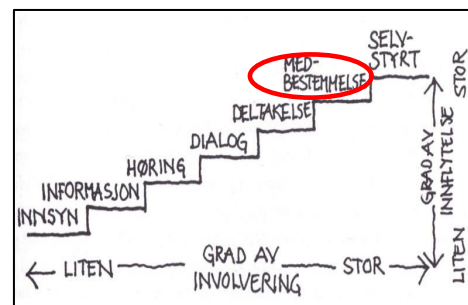 SELV-
STYRT
MED-
BESTEMMELSE
DELTAKELSE
DIALOG
HØRING
INFORMASJON
INNSYN
LITEN
GRAD AV
INVOLVERING
STOR
GRAD AV
INNFLYTELSE
LITEN
STOR